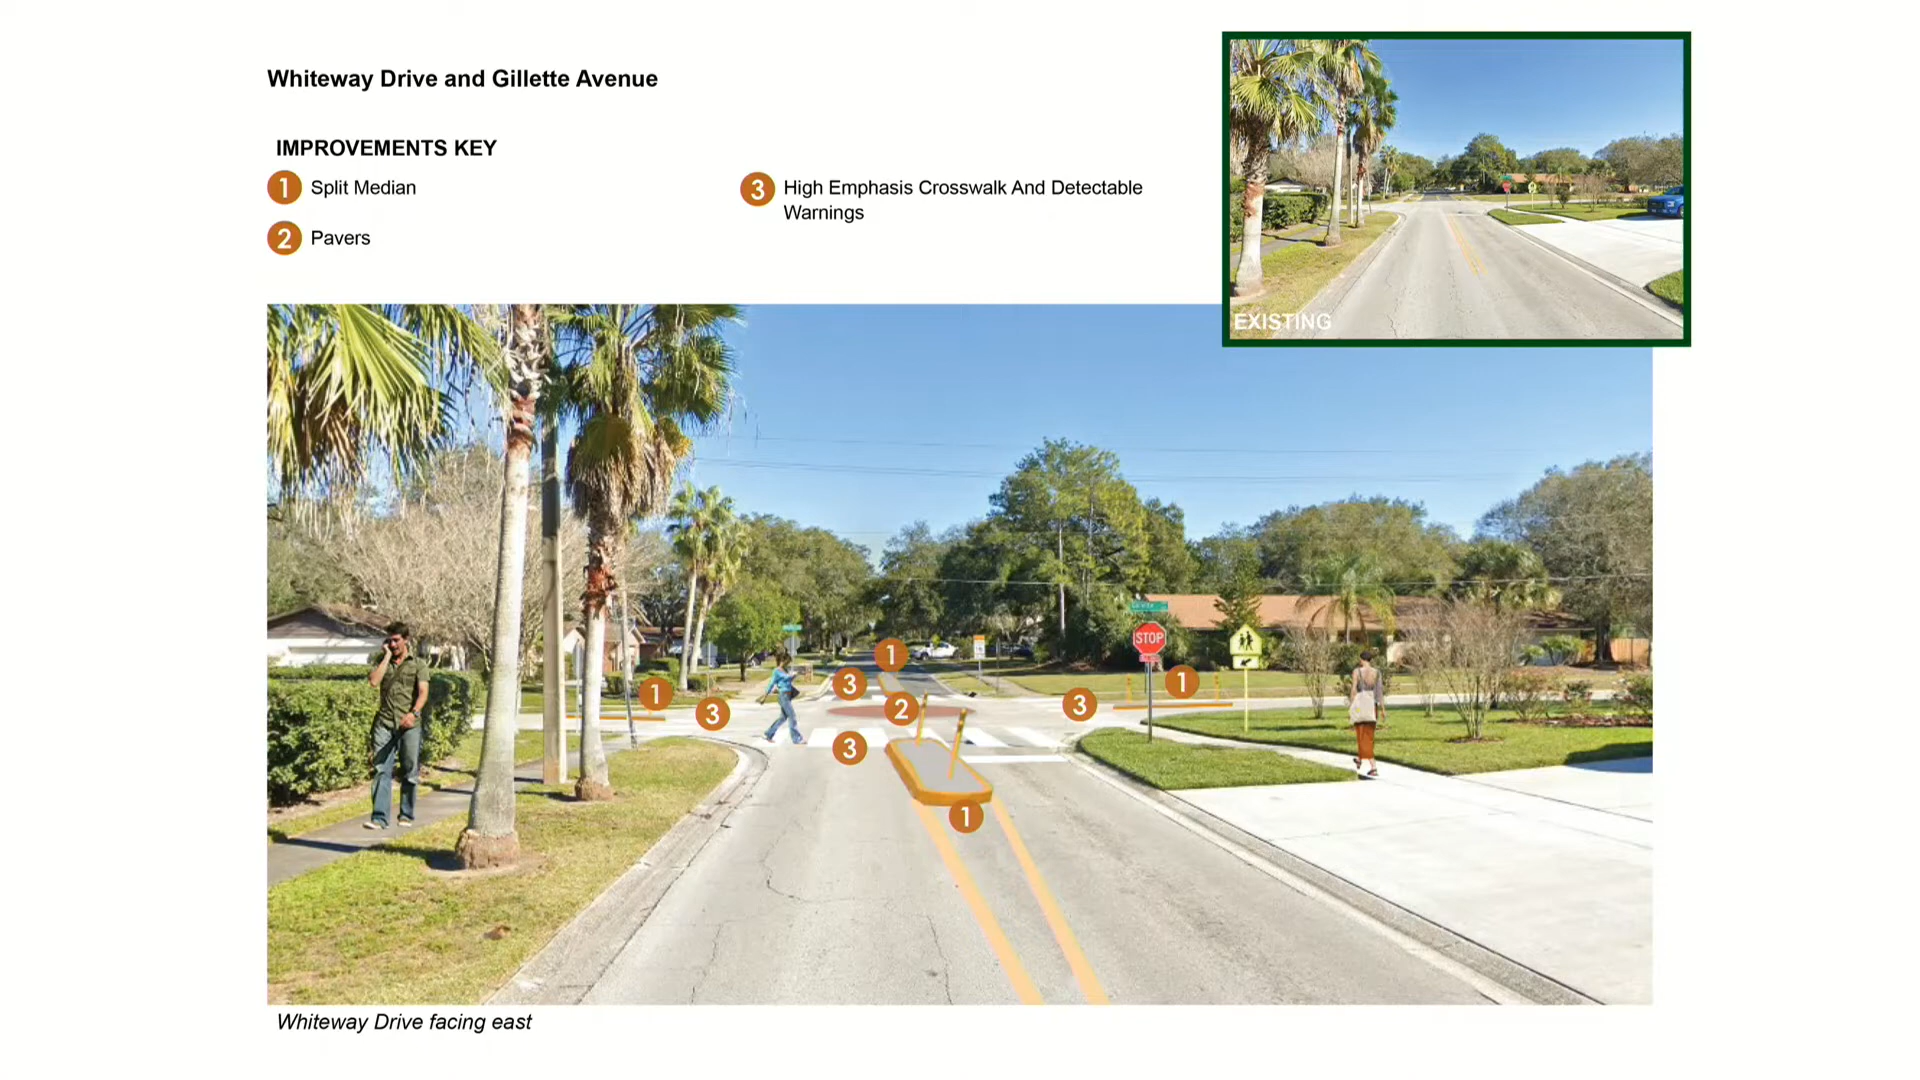 Whiteway Drive and Gillette Avenue
IMPROVEMENTS KEY
1 Split Median
2 Pavers
3 High Emphasis Crosswalk And Detectable
Warnings
EXISTING
1
3
1
3
2
3
1
3
STOP
1
Whiteway Drive facing east